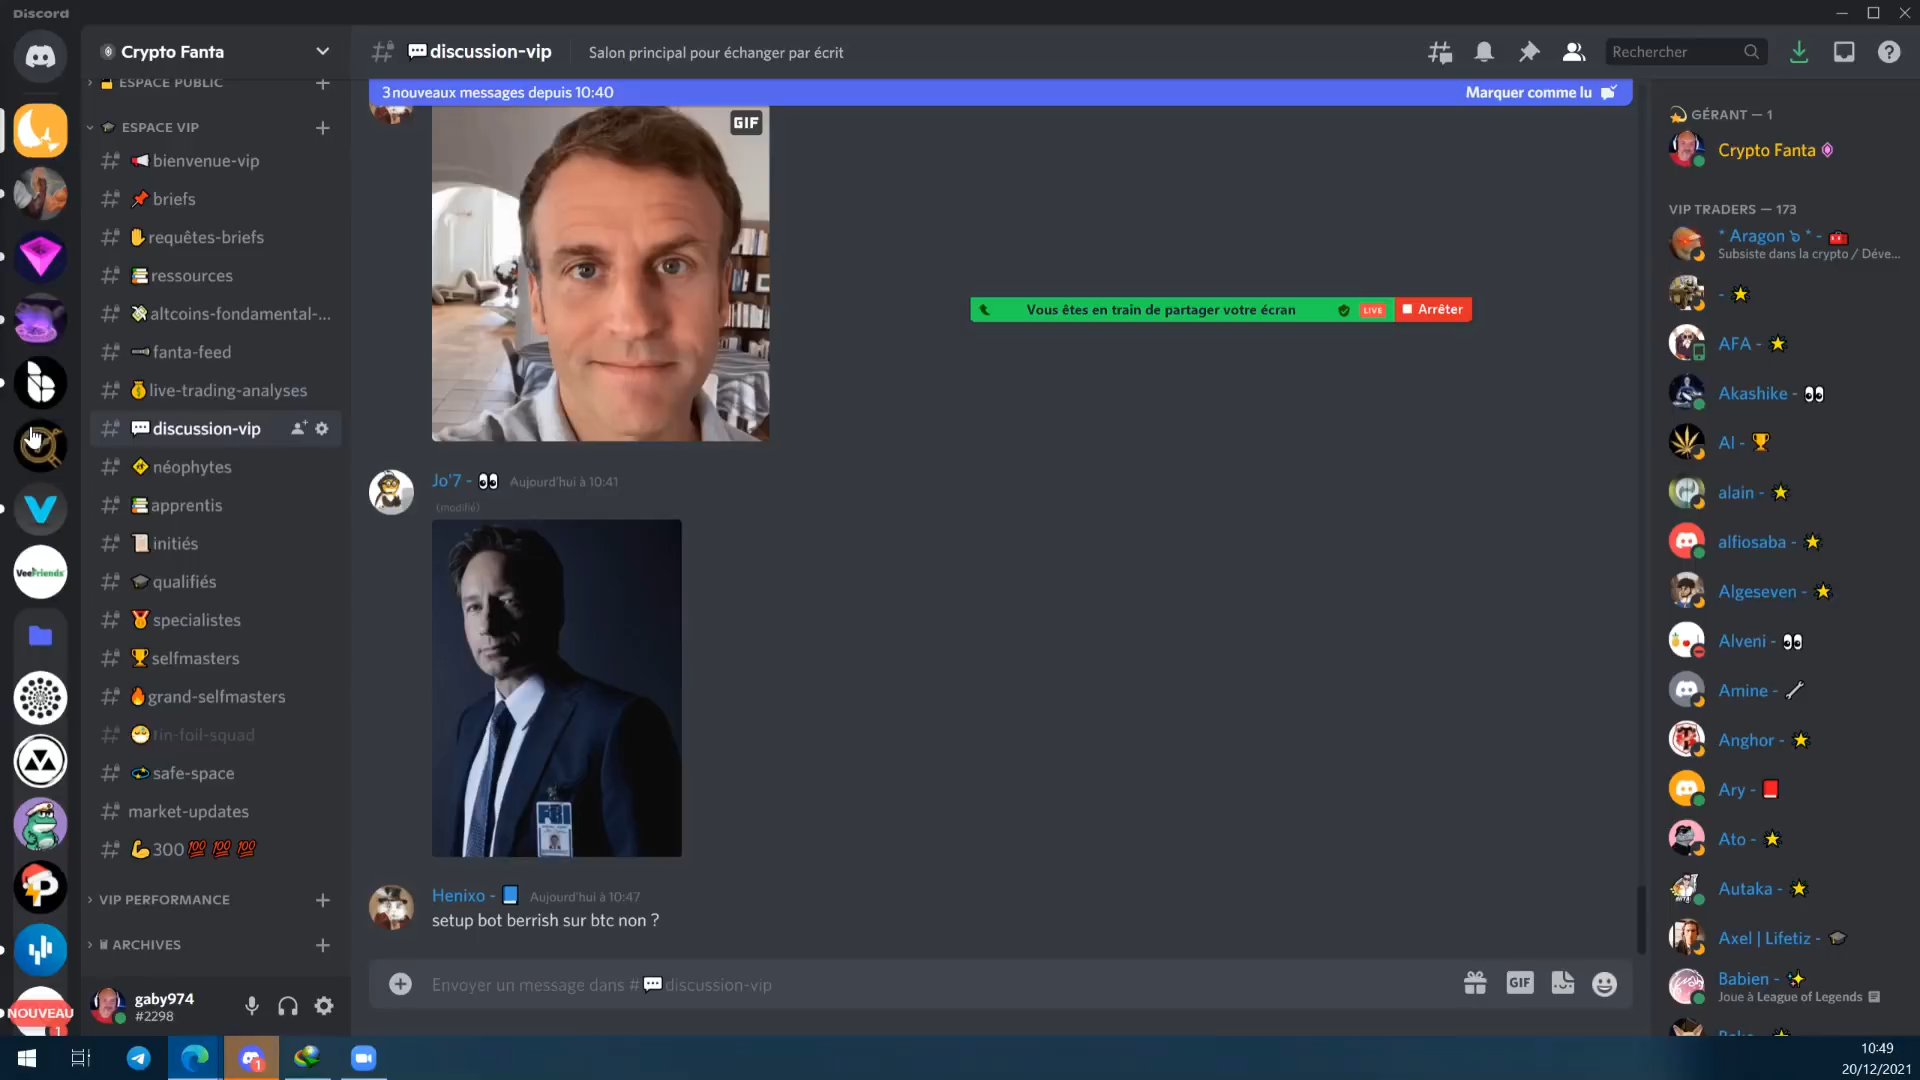 Discord
Crypto Fanta
discussion-vip
Salon principal pour échanger par écrit
Rechercher
ESPACE PUBLIC
ESPACE VIP
bienvenue-vip
briefs
requêtes-briefs
ressources
altcoins-fondamental-...
fanta-feed
live-trading-analyses
discussion-vip
néophytes
apprentis
initiés
qualifiés
specialistes
selfmasters
grand-selfmasters
tin-foil-squad
safe-space
market-updates
300 100 100 100
VIP PERFORMANCE
ARCHIVES
VeeFriends
NOUVEAU
1
gaby974
#2298
3 nouveaux messages depuis 10:40
Marquer comme lu
GIF
Vous êtes en train de partager votre écran
LIVE
Arrêter
Jo'7 -
Aujourd'hui à 10:41
(modifié)
FBI
Henixo -
Aujourd'hui à 10:47
setup bot berrish sur btc non ?
Envoyer un message dans #
discussion-vip
GIF
GÉRANT — 1
Crypto Fanta
VIP TRADERS — 173
* Aragon ъ * -
Subsiste dans la crypto / Déve...
-
AFA -
Akashike -
Al -
alain -
alfiosaba -
Algeseven -
Alveni -
Amine -
Anghor -
Ary -
Ato -
Autaka -
Axel | Lifetiz -
Babien -
Joue à League of Legends
1
10:49
20/12/2021